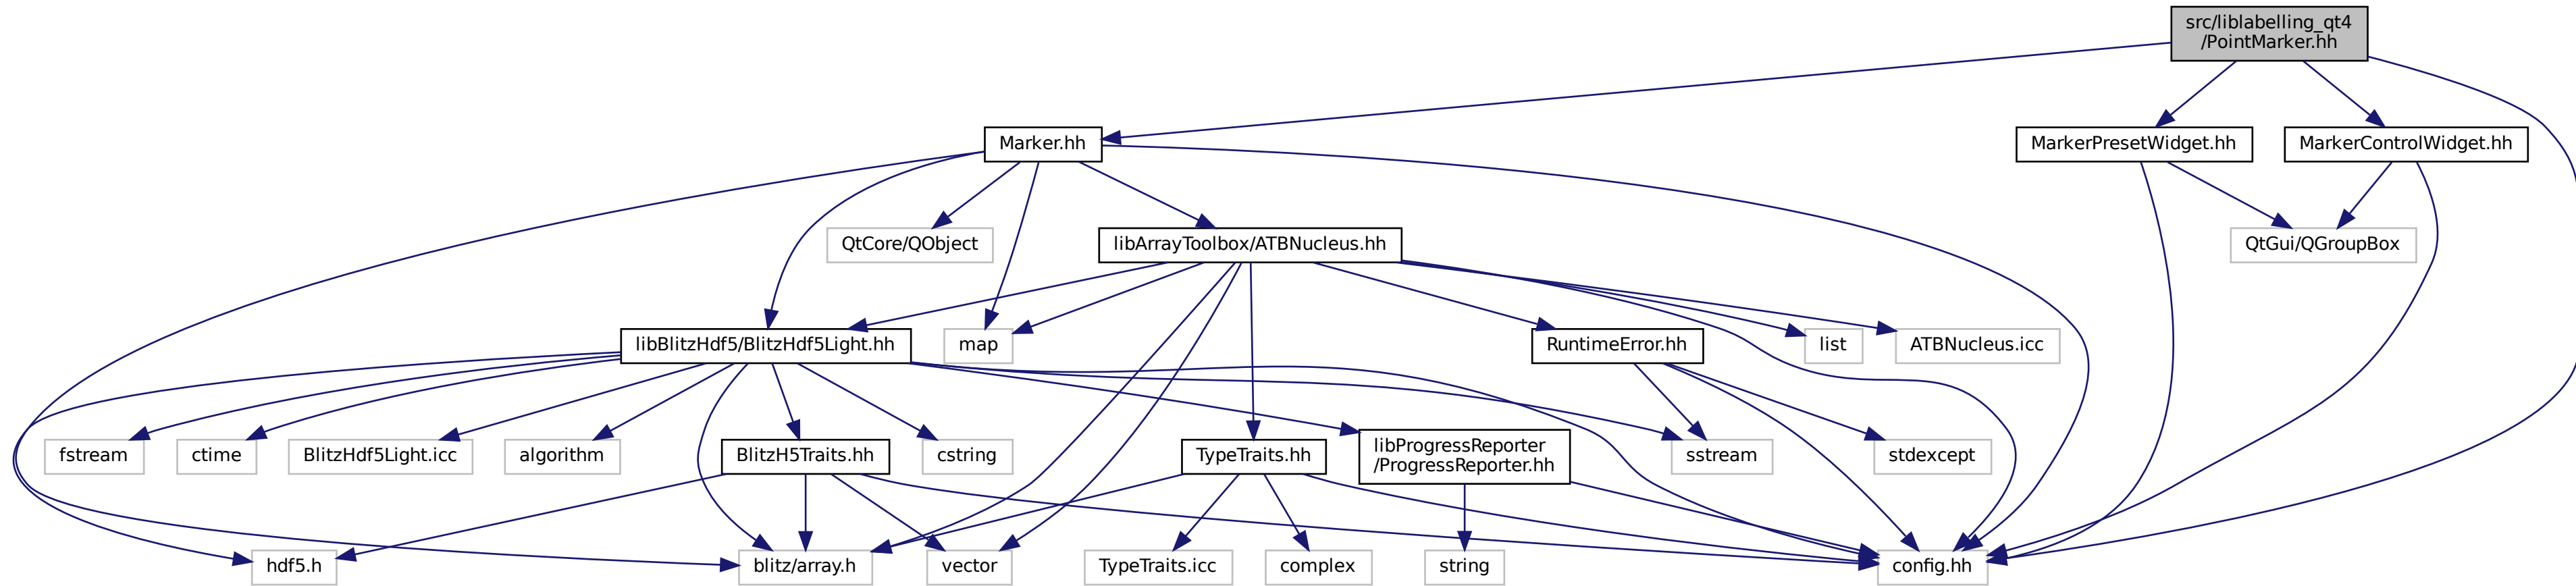 src/liblabelling_qt4
/PointMarker.hh
Marker.hh
MarkerPresetWidget.hh
MarkerControlWidget.hh
QtCore/QObject
libArrayToolbox/ATBNucleus.hh
QtGui/QGroupBox
libBlitzHdf5/BlitzHdf5Light.hh
map
RuntimeError.hh
list
ATBNucleus.icc
fstream
ctime
BlitzHdf5Light.icc
algorithm
BlitzH5Traits.hh
cstring
TypeTraits.hh
libProgressReporter
/ProgressReporter.hh
sstream
stdexcept
hdf5.h
blitz/array.h
vector
TypeTraits.icc
complex
string
config.hh